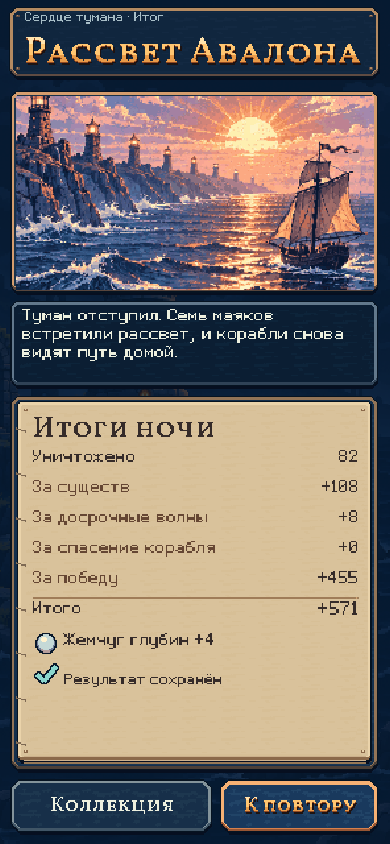 Сердце тумана · Итог
Рассвет Авалона
Туман отступил. Семь маяков
встретили рассвет, и корабли снова
видят путь домой.
Итоги ночи
Уничтожено 82
За существ +108
За досрочные волны +8
За спасение корабля +0
За победу +455
Итого +571
Жемчуг глубин +4
Результат сохранён
Коллекция
К повтору